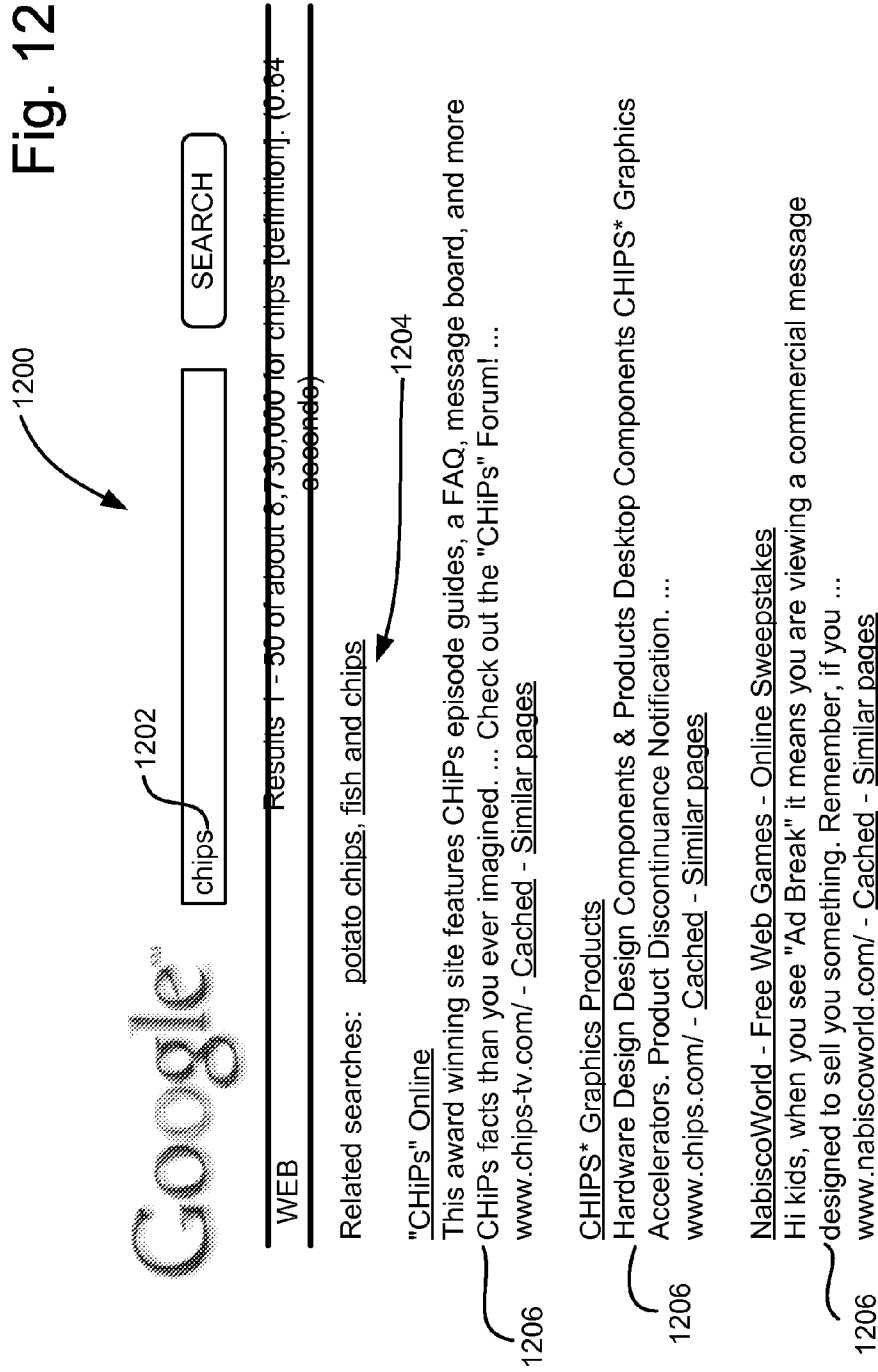 Fig. 12
1200
Google℠
1202
chips
SEARCH
WEB
Results 1 - 50 of about 8,730,000 for chips [definition]. (0.64
seconds)
Related searches: potato chips, fish and chips
1204
"CHiPs" Online
This award winning site features CHiPs episode guides, a FAQ, message board, and more
CHiPs facts than you ever imagined. ... Check out the "CHiPs" Forum! ...
www.chips-tv.com/ - Cached - Similar pages
1206
CHIPS* Graphics Products
Hardware Design Design Components & Products Desktop Components CHIPS* Graphics
Accelerators. Product Discontinuance Notification. ...
www.chips.com/ - Cached - Similar pages
1206
NabiscoWorld - Free Web Games - Online Sweepstakes
Hi kids, when you see "Ad Break" it means you are viewing a commercial message
designed to sell you something. Remember, if you ...
www.nabiscoworld.com/ - Cached - Similar pages
1206